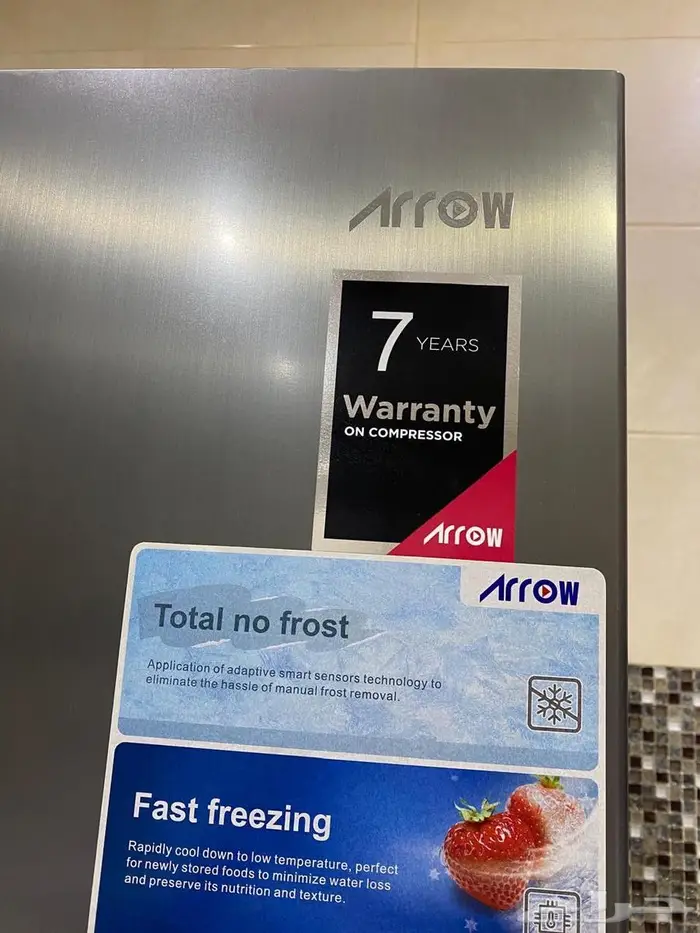 Arrow
7 YEARS
Warranty
ON COMPRESSOR
Arrow
Arrow
Total no frost
Application of adaptive smart sensors technology to
eliminate the hassle of manual frost removal.
Fast freezing
Rapidly cool down to low temperature, perfect
for newly stored foods to minimize water loss
and preserve its nutrition and texture.
حراج